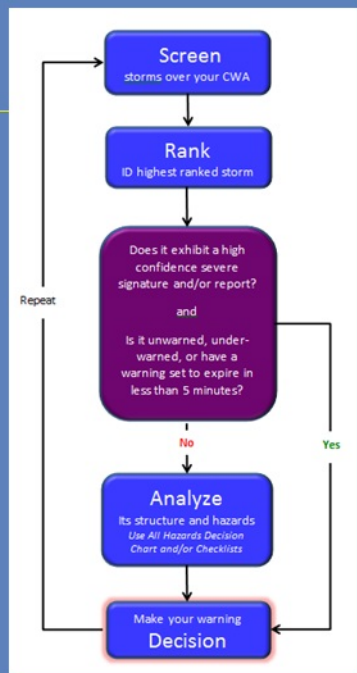 Screen
storms over your CWA
Rank
ID highest ranked storm
Does it exhibit a high
confidence severe
signature and/or report?
and
Is it unwarned, under-
warned, or have a
warning set to expire in
less than 5 minutes?
Repeat
No
Yes
Analyze
Its structure and hazards
Use All Hazards Decision
Chart and/or Checklists
Make your warning
Decision